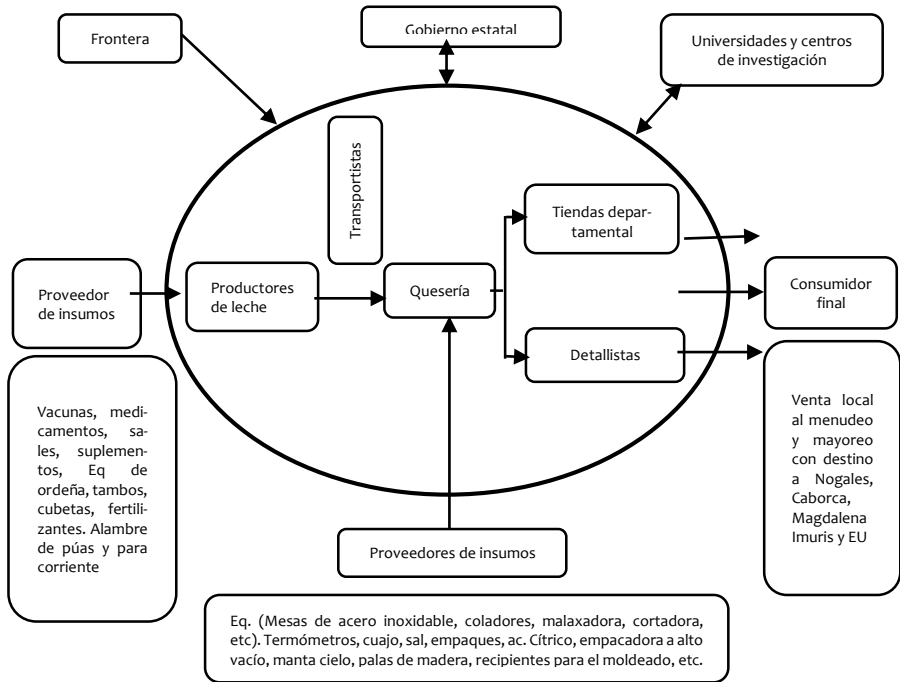 Frontera
Gobierno estatal
Universidades y centros
de investigación
Transportistas
Tiendas depar-
tamental
Proveedor
de insumos
Productores
de leche
Quesería
Consumidor
final
Detallistas
Vacunas, medi-
camentos, sa-
les, suplemen-
tos, Eq de
ordeña, tambos,
cubetas, fertili-
zantes. Alambre
de púas y para
corriente
Venta local
al menudeo
y mayoreo
con destino
a Nogales,
Caborca,
Magdalena
Imuris y EU
Proveedores de insumos
Eq. (Mesas de acero inoxidable, coladores, malaxadora, cortadora,
etc). Termómetros, cuajo, sal, empaques, ac. Cítrico, empacadora a alto
vacío, manta cielo, palas de madera, recipientes para el moldeado, etc.